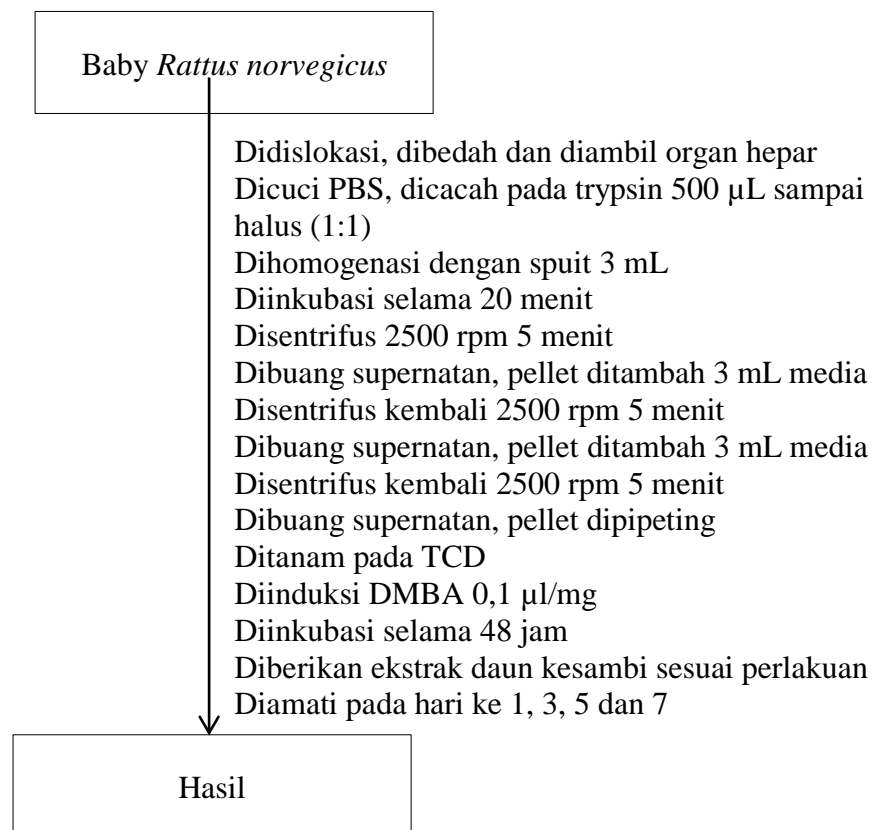 Baby Rattus norvegicus
Didislokasi, dibedah dan diambil organ hepar
Dicuci PBS, dicacah pada trypsin 500 µL sampai
halus (1:1)
Dihomogenasi dengan spuit 3 mL
Diinkubasi selama 20 menit
Disentrifus 2500 rpm 5 menit
Dibuang supernatan, pellet ditambah 3 mL media
Disentrifus kembali 2500 rpm 5 menit
Dibuang supernatan, pellet ditambah 3 mL media
Disentrifus kembali 2500 rpm 5 menit
Dibuang supernatan, pellet dipipeting
Ditanam pada TCD
Diinduksi DMBA 0,1 µl/mg
Diinkubasi selama 48 jam
Diberikan ekstrak daun kesambi sesuai perlakuan
Diamati pada hari ke 1, 3, 5 dan 7
Hasil